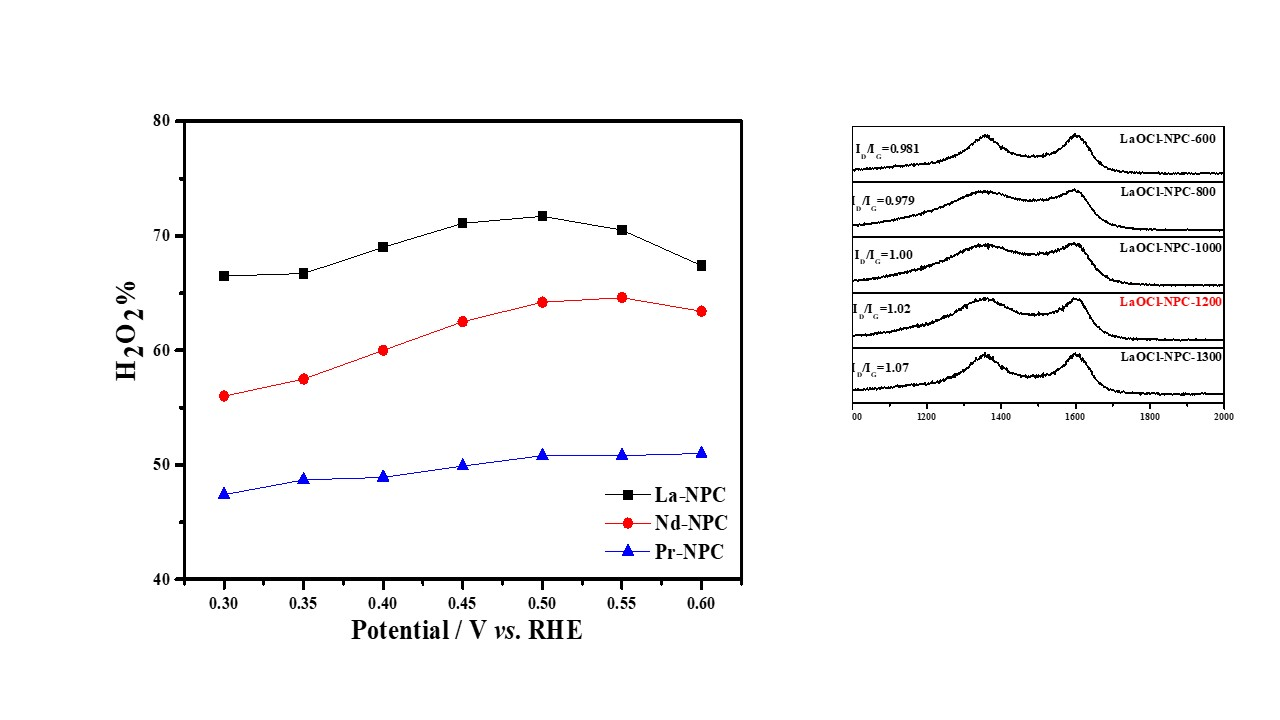 80
70
60
50
40
H2O2%
0.30 0.35 0.40 0.45 0.50 0.55 0.60
Potential / V vs. RHE
La-NPC
Nd-NPC
Pr-NPC
ID/IG=0.981 LaOCl-NPC-600
ID/IG=0.979 LaOCl-NPC-800
ID/IG=1.00 LaOCl-NPC-1000
ID/IG=1.02 LaOCl-NPC-1200
ID/IG=1.07 LaOCl-NPC-1300
00 1200 1400 1600 1800 2000